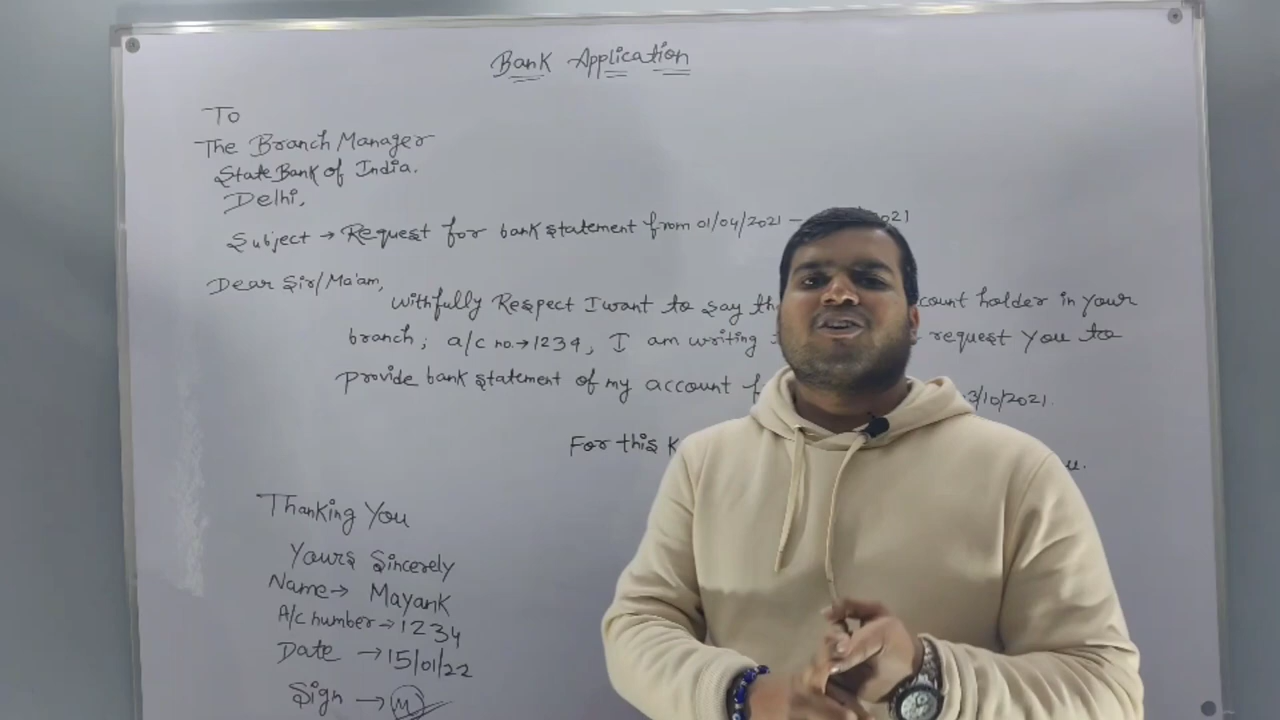 Bank Application
To
The Branch Manager
State Bank of India.
Delhi.
Subject → Request for bank statement from 01/04/2021 – 2021
Dear Sir/Ma'am,
Withfully Respect I want to say holder in your
branch; a/c no.→1234, I am writing request you to
provide bank statement of my account /10/2021.
For this
Thanking You
Yours Sincerely
Name→ Mayank
A/c number→1234
Date →15/01/22
Sign →